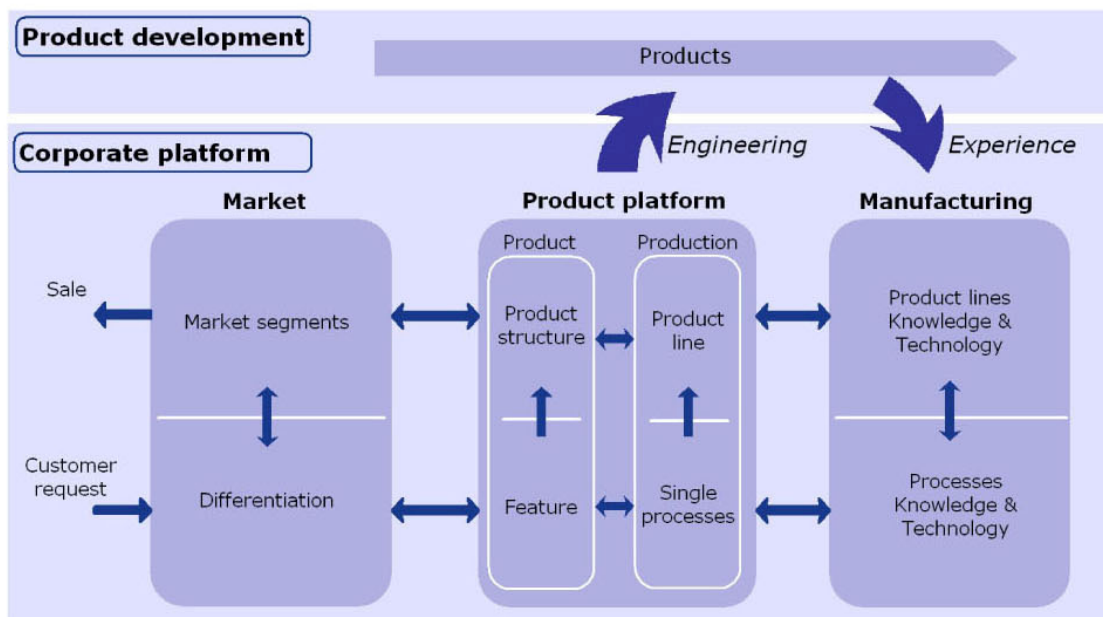 Product development
Products
Engineering
Experience
Corporate platform
Market
Product platform
Manufacturing
Product
Production
Sale
Market segments
Product
structure
Product
line
Product lines
Knowledge &
Technology
Customer
request
Differentiation
Feature
Single
processes
Processes
Knowledge &
Technology